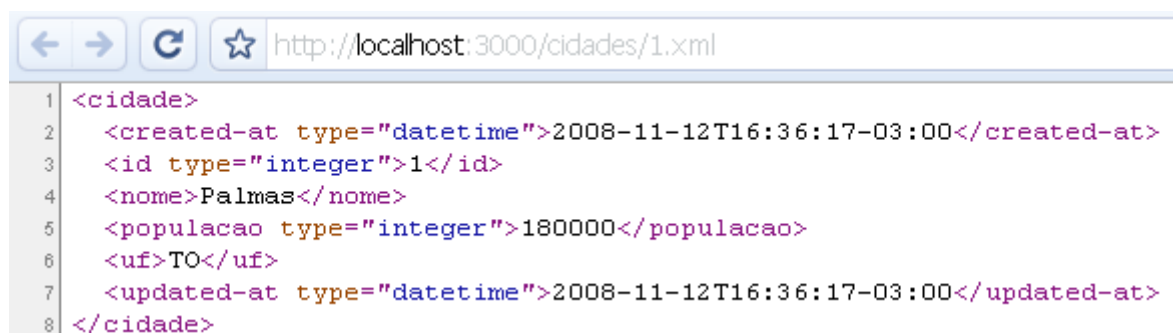 http://localhost:3000/cidades/1.xml
1 <cidade>
2 <created-at type="datetime">2008-11-12T16:36:17-03:00</created-at>
3 <id type="integer">1</id>
4 <nome>Palmas</nome>
5 <populacao type="integer">180000</populacao>
6 <uf>TO</uf>
7 <updated-at type="datetime">2008-11-12T16:36:17-03:00</updated-at>
8 </cidade>